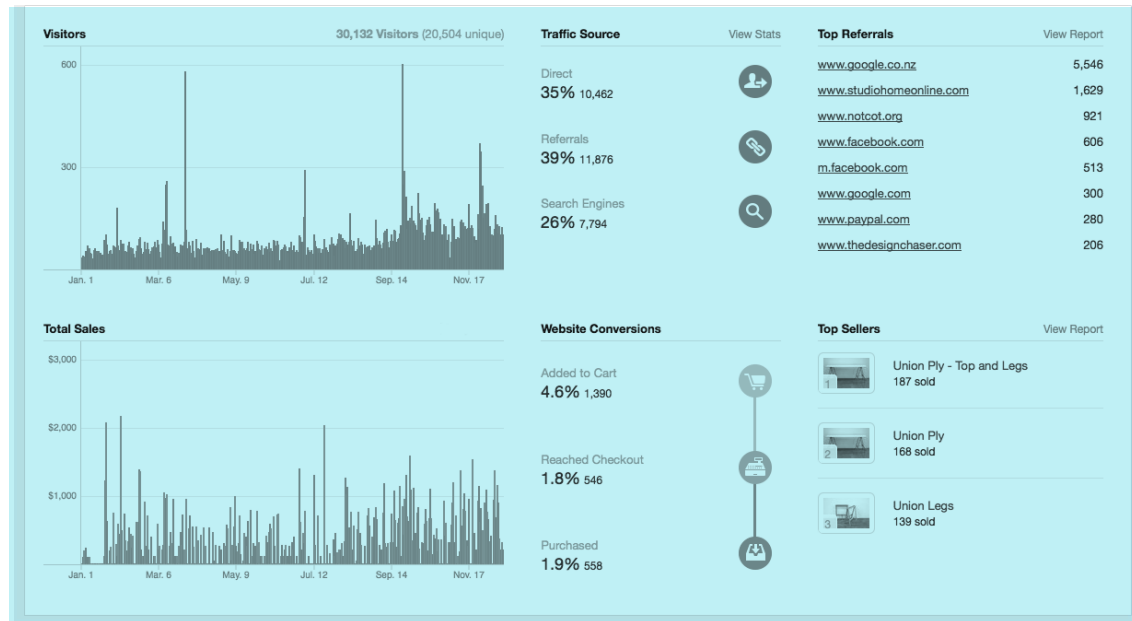 Visitors 30,132 Visitors (20,504 unique)
600
300
Jan. 1 Mar. 6 May. 9 Jul. 12 Sep. 14 Nov. 17
Traffic Source View Stats
Direct
35% 10,462
Referrals
39% 11,876
Search Engines
26% 7,794
Top Referrals View Report
www.google.co.nz 5,546
www.studiohomeonline.com 1,629
www.notcot.org 921
www.facebook.com 606
m.facebook.com 513
www.google.com 300
www.paypal.com 280
www.thedesignchaser.com 206
Total Sales
$3,000
$2,000
$1,000
Jan. 1 Mar. 6 May. 9 Jul. 12 Sep. 14 Nov. 17
Website Conversions
Added to Cart
4.6% 1,390
Reached Checkout
1.8% 546
Purchased
1.9% 558
Top Sellers View Report
1
Union Ply - Top and Legs
187 sold
2
Union Ply
168 sold
3
Union Legs
139 sold